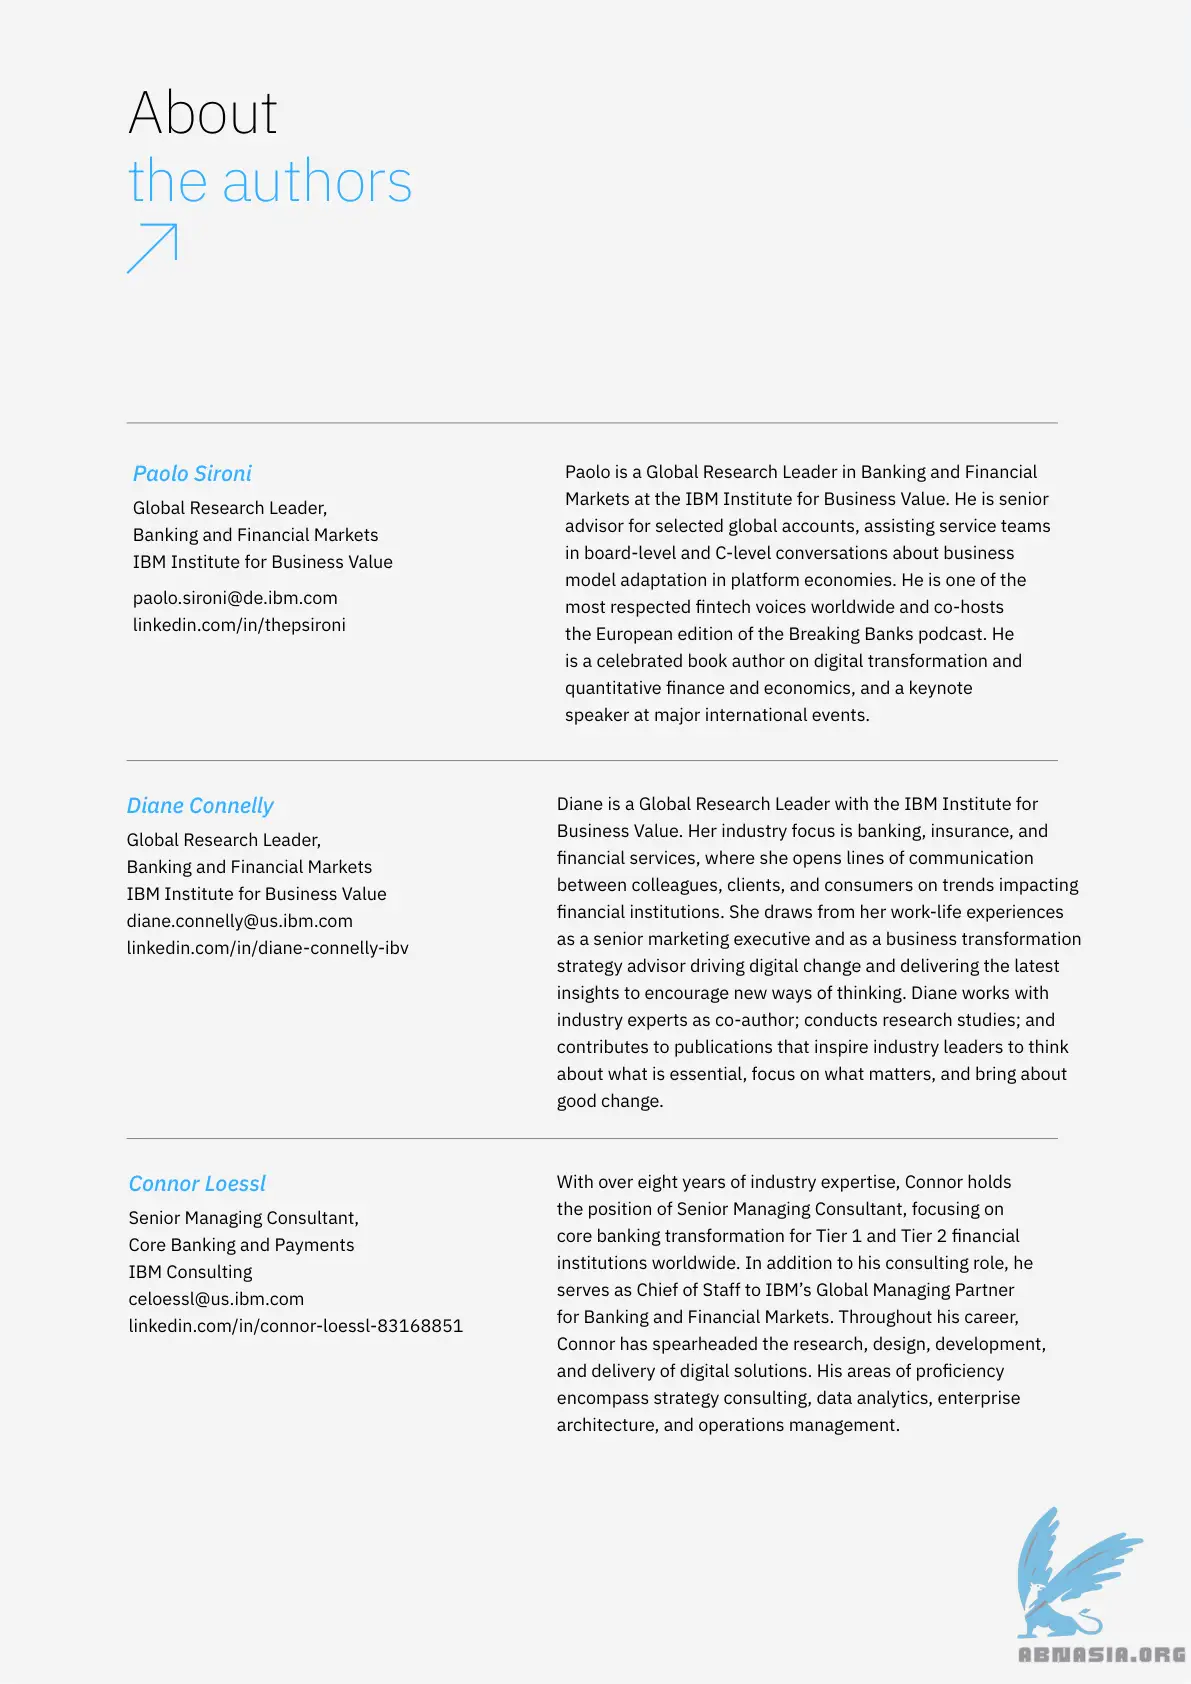 About
the authors
Paolo Sironi
Global Research Leader,
Banking and Financial Markets
IBM Institute for Business Value
paolo.sironi@de.ibm.com
linkedin.com/in/thepsironi
Paolo is a Global Research Leader in Banking and Financial
Markets at the IBM Institute for Business Value. He is senior
advisor for selected global accounts, assisting service teams
in board-level and C-level conversations about business
model adaptation in platform economies. He is one of the
most respected fintech voices worldwide and co-hosts
the European edition of the Breaking Banks podcast. He
is a celebrated book author on digital transformation and
quantitative finance and economics, and a keynote
speaker at major international events.
Diane Connelly
Global Research Leader,
Banking and Financial Markets
IBM Institute for Business Value
diane.connelly@us.ibm.com
linkedin.com/in/diane-connelly-ibv
Diane is a Global Research Leader with the IBM Institute for
Business Value. Her industry focus is banking, insurance, and
financial services, where she opens lines of communication
between colleagues, clients, and consumers on trends impacting
financial institutions. She draws from her work-life experiences
as a senior marketing executive and as a business transformation
strategy advisor driving digital change and delivering the latest
insights to encourage new ways of thinking. Diane works with
industry experts as co-author; conducts research studies; and
contributes to publications that inspire industry leaders to think
about what is essential, focus on what matters, and bring about
good change.
Connor Loessl
Senior Managing Consultant,
Core Banking and Payments
IBM Consulting
celoessl@us.ibm.com
linkedin.com/in/connor-loessl-83168851
With over eight years of industry expertise, Connor holds
the position of Senior Managing Consultant, focusing on
core banking transformation for Tier 1 and Tier 2 financial
institutions worldwide. In addition to his consulting role, he
serves as Chief of Staff to IBM’s Global Managing Partner
for Banking and Financial Markets. Throughout his career,
Connor has spearheaded the research, design, development,
and delivery of digital solutions. His areas of proficiency
encompass strategy consulting, data analytics, enterprise
architecture, and operations management.
ABNASIA.ORG